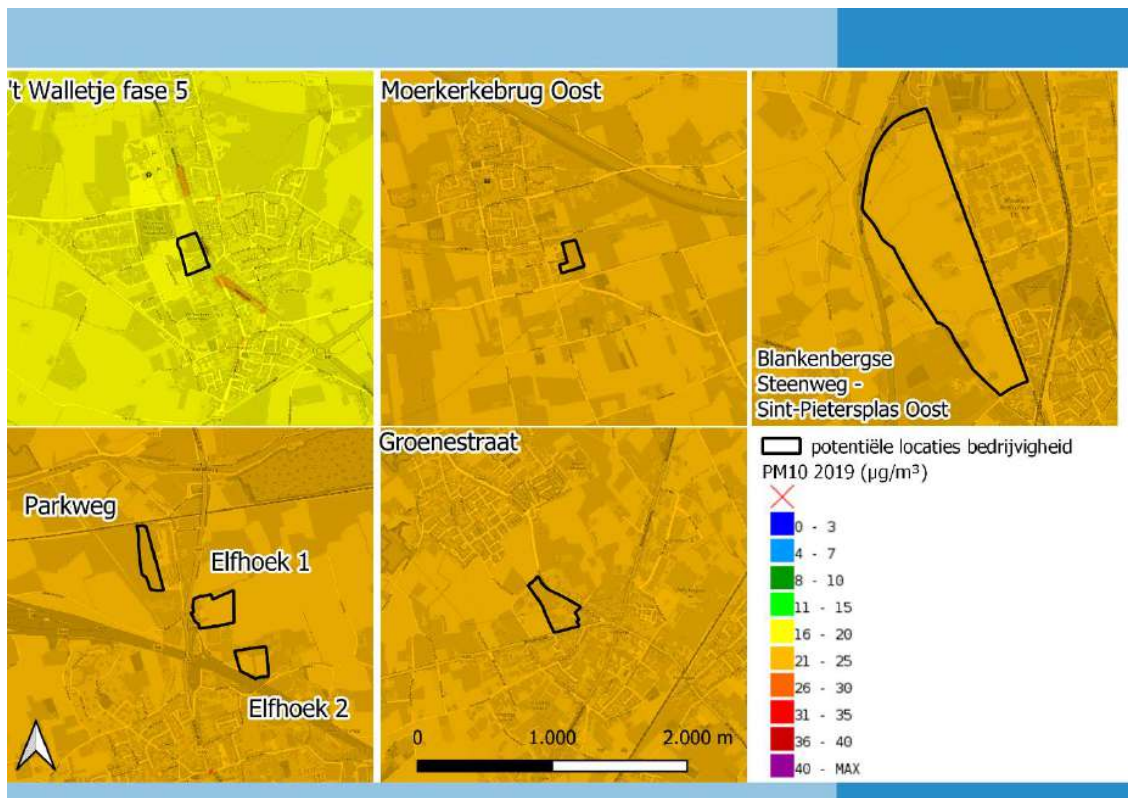 't Walletje fase 5
Moerkerkebrug Oost
Blankenbergse
Steenweg -
Sint-Pietersplas Oost
Parkweg
Elfhoek 1
Elfhoek 2
Groenestraat
0 1.000 2.000 m
potentiële locaties bedrijvigheid
PM10 2019 (µg/m³)
0 - 3
4 - 7
8 - 10
11 - 15
16 - 20
21 - 25
26 - 30
31 - 35
36 - 40
40 - MAX